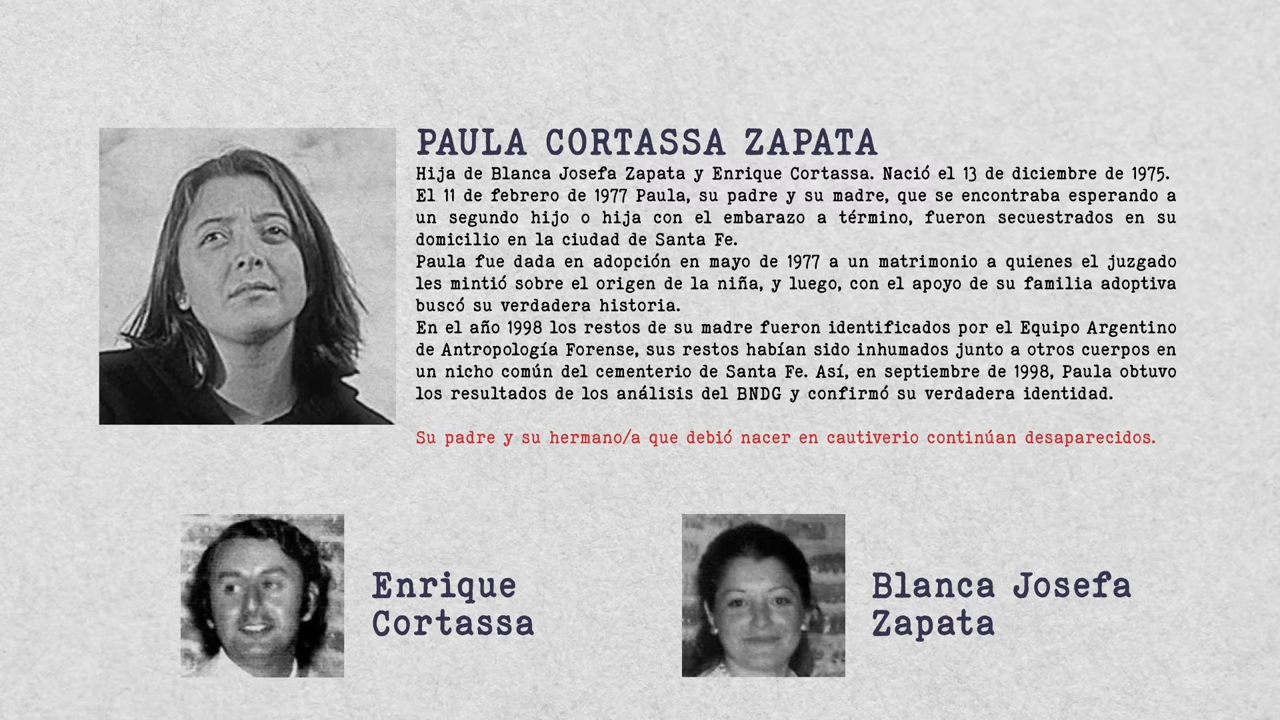 PAULA CORTASSA ZAPATA
Hija de Blanca Josefa Zapata y Enrique Cortassa. Nació el 13 de diciembre de 1975.
El 11 de febrero de 1977 Paula, su padre y su madre, que se encontraba esperando a
un segundo hijo o hija con el embarazo a término, fueron secuestrados en su
domicilio en la ciudad de Santa Fe.
Paula fue dada en adopción en mayo de 1977 a un matrimonio a quienes el juzgado
les mintió sobre el origen de la niña, y luego, con el apoyo de su familia adoptiva
buscó su verdadera historia.
En el año 1998 los restos de su madre fueron identificados por el Equipo Argentino
de Antropología Forense, sus restos habían sido inhumados junto a otros cuerpos en
un nicho común del cementerio de Santa Fe. Así, en septiembre de 1998, Paula obtuvo
los resultados de los análisis del BNDG y confirmó su verdadera identidad.
Su padre y su hermano/a que debió nacer en cautiverio continúan desaparecidos.
Enrique
Cortassa
Blanca Josefa
Zapata